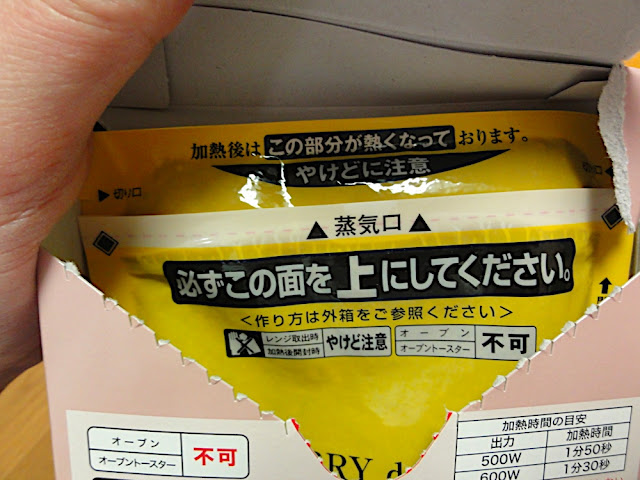 加熱後はこの部分が熱くなっております。
やけどに注意
▶切り口
▲蒸気口▲
必ずこの面を上にしてください。
<作り方は外箱をご参照ください>
レンジ取出時
加熱後開封時
やけど注意
オーブン
オーブントースター
不可
オーブン
オーブントースター
不可
RY d
加熱時間の目安
出力 加熱時間
500W 1分50秒
600W 1分30秒